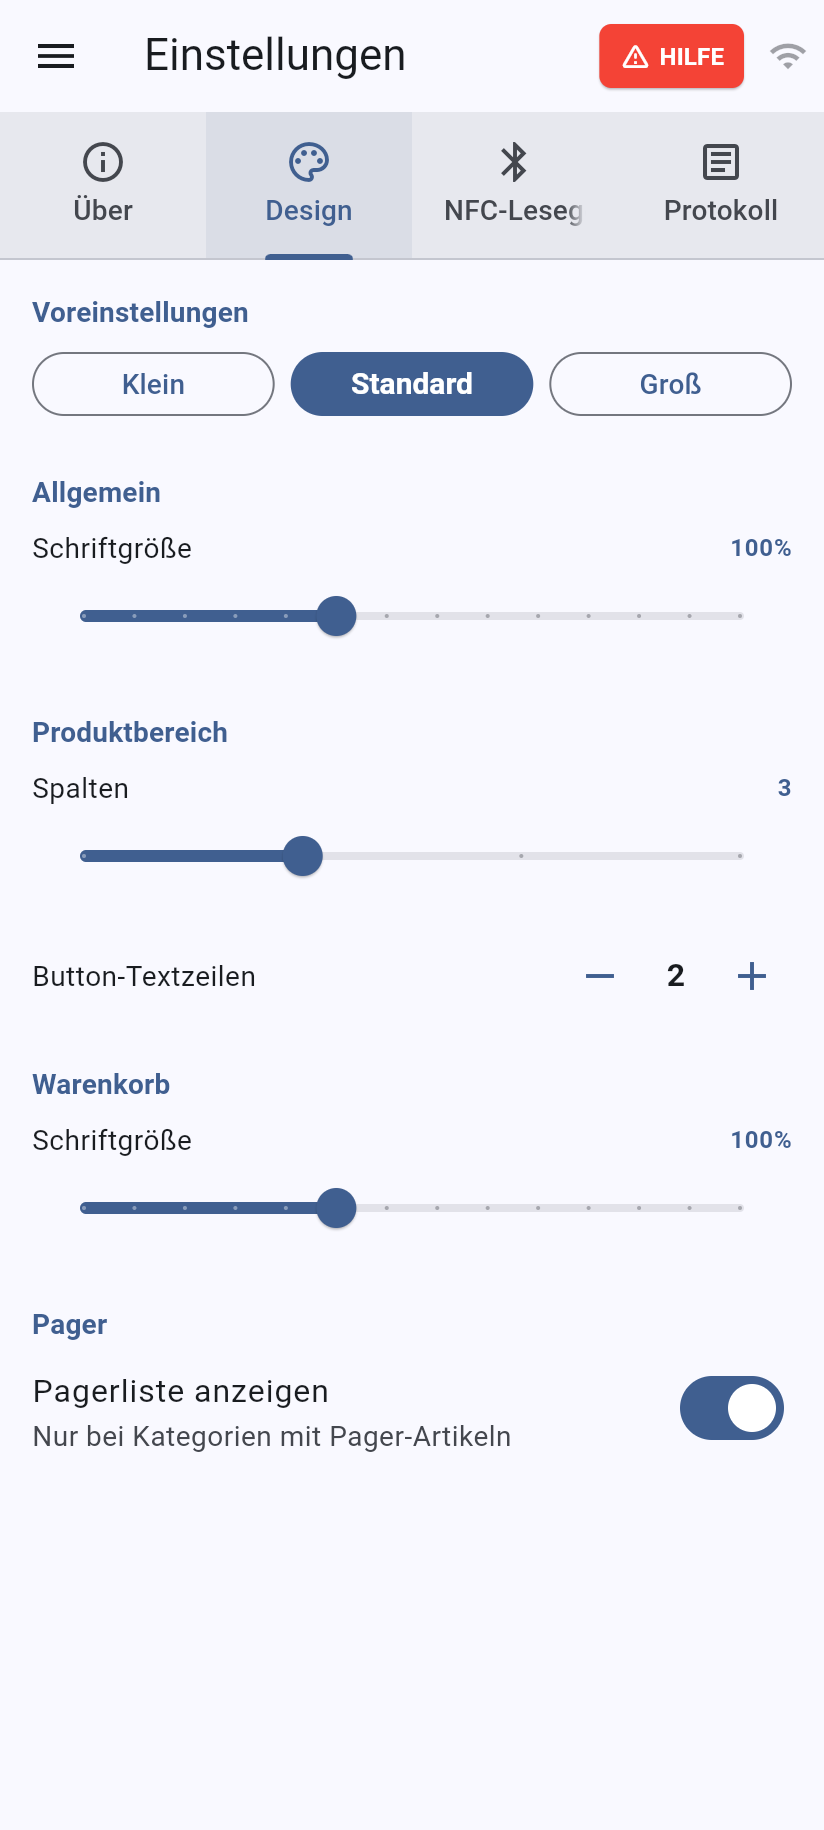 Einstellungen
HILFE
Über
Design
NFC-Leseg
Protokoll
Voreinstellungen
Klein
Standard
Groß
Allgemein
Schriftgröße
100%
Produktbereich
Spalten
3
Button-Textzeilen
2
Warenkorb
Schriftgröße
100%
Pager
Pagerliste anzeigen
Nur bei Kategorien mit Pager-Artikeln